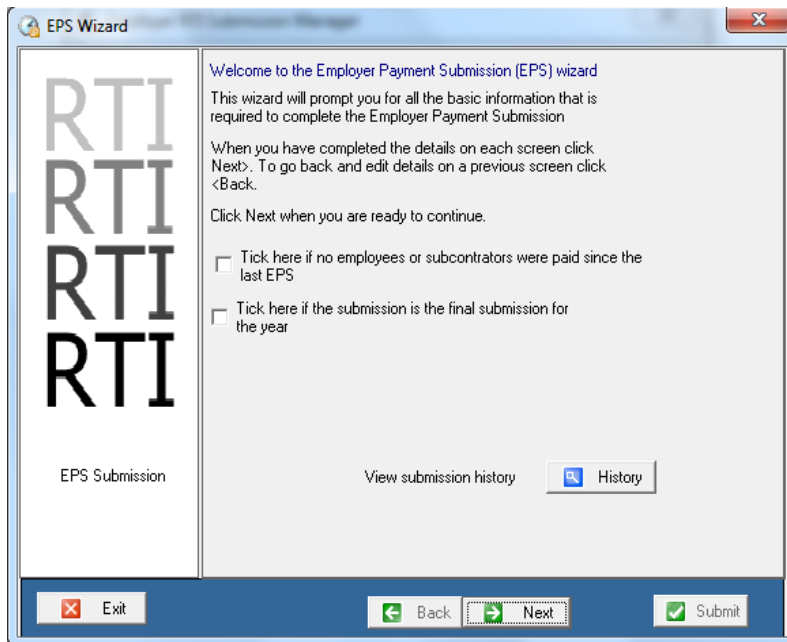 EPS Wizard
RTI
RTI
RTI
RTI
EPS Submission
Welcome to the Employer Payment Submission (EPS) wizard
This wizard will prompt you for all the basic information that is
required to complete the Employer Payment Submission
When you have completed the details on each screen click
Next>. To go back and edit details on a previous screen click
<Back.
Click Next when you are ready to continue.
Tick here if no employees or subcontrators were paid since the
last EPS
Tick here if the submission is the final submission for
the year
View submission history
History
Exit
Back
Next
Submit